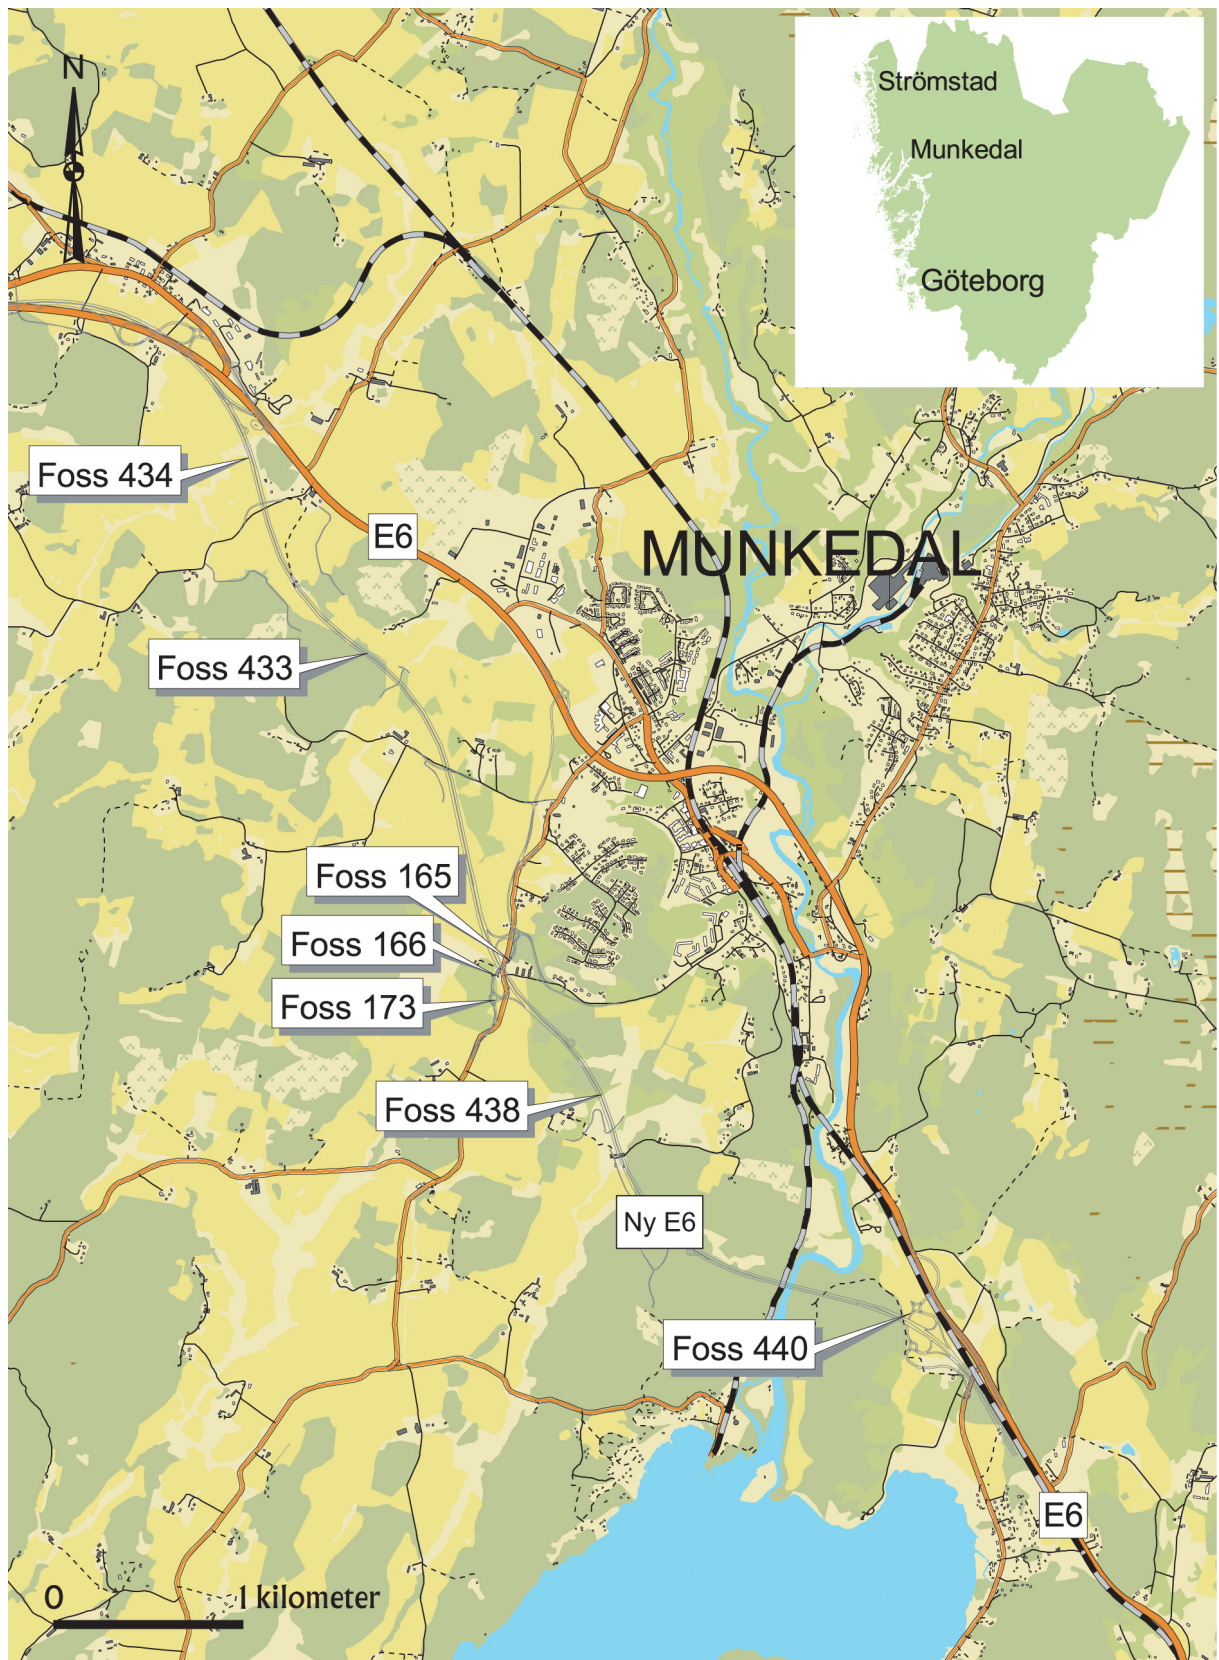 N
Strömstad
Munkedal
Göteborg
Foss 434
E6
MUNKEDAL
Foss 433
Foss 165
Foss 166
Foss 173
Foss 438
Ny E6
Foss 440
E6
0 1 kilometer